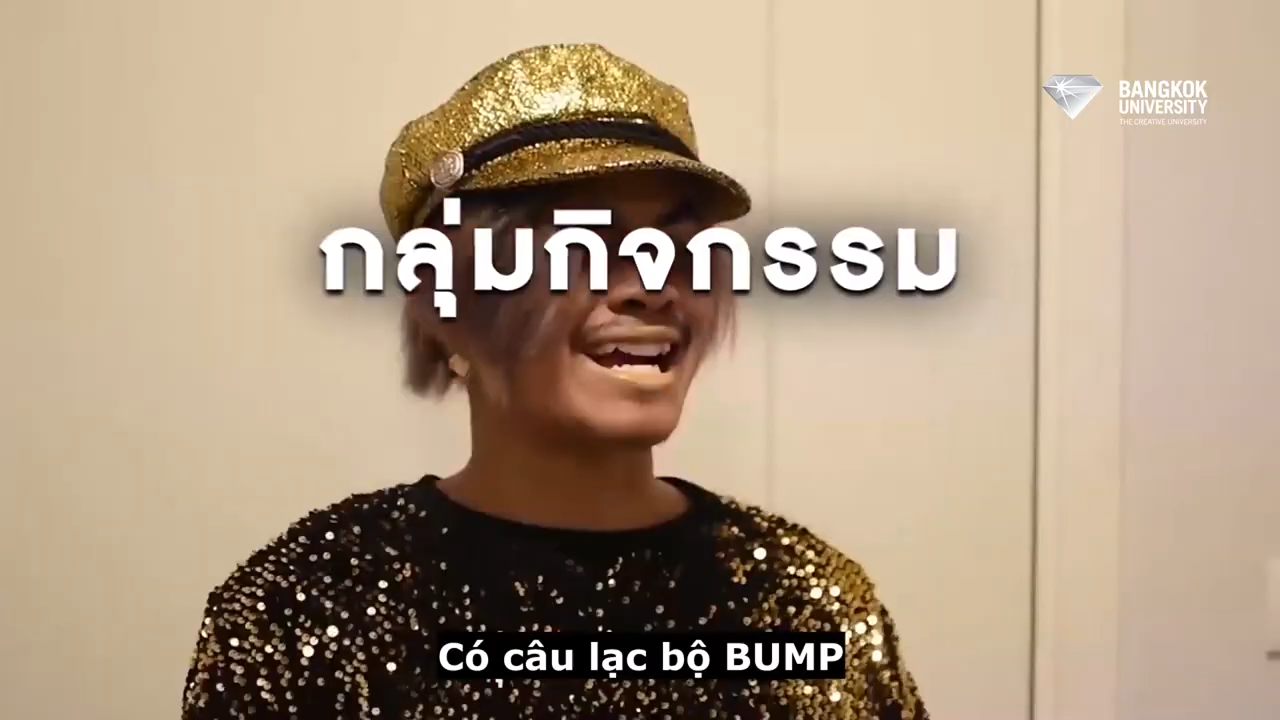 BANGKOK
UNIVERSITY
THE CREATIVE UNIVERSITY
กลุ่มกิจกรรม
Có câu lạc bộ BUMP